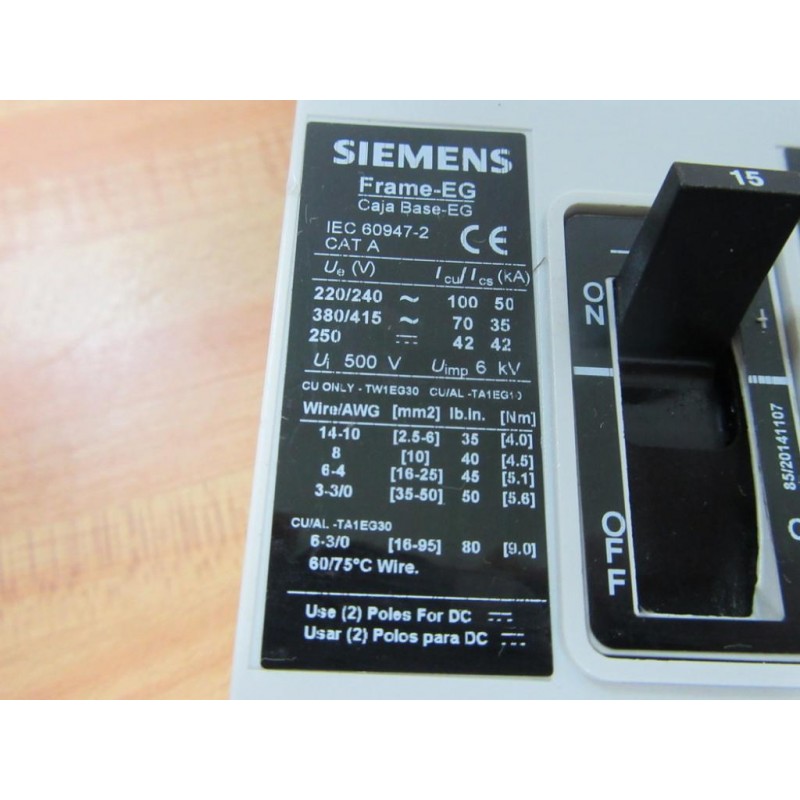 SIEMENS
Frame-EG
Caja Base-EG
IEC 60947-2
CAT A
CE
Ue (V) Icu/Ics (kA)
220/240 ~ 100 50
380/415 ~ 70 35
250 ⎓ 42 42
Ui 500 V Uimp 6 kV
CU ONLY - TW1EG30 CU/AL -TA1EG10
Wire/AWG [mm2] lb.in. [Nm]
14-10 [2.5-6] 35 [4.0]
8 [10] 40 [4.5]
6-4 [16-25] 45 [5.1]
3-3/0 [35-50] 50 [5.6]
CU/AL -TA1EG30
6-3/0 [16-95] 80 [9.0]
60/75°C Wire.
Use (2) Poles For DC ⎓
Usar (2) Polos para DC ⎓
15
ON
OFF
85/20141107